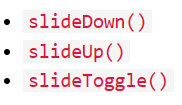 • slideDown()
• slideUp()
• slideToggle()